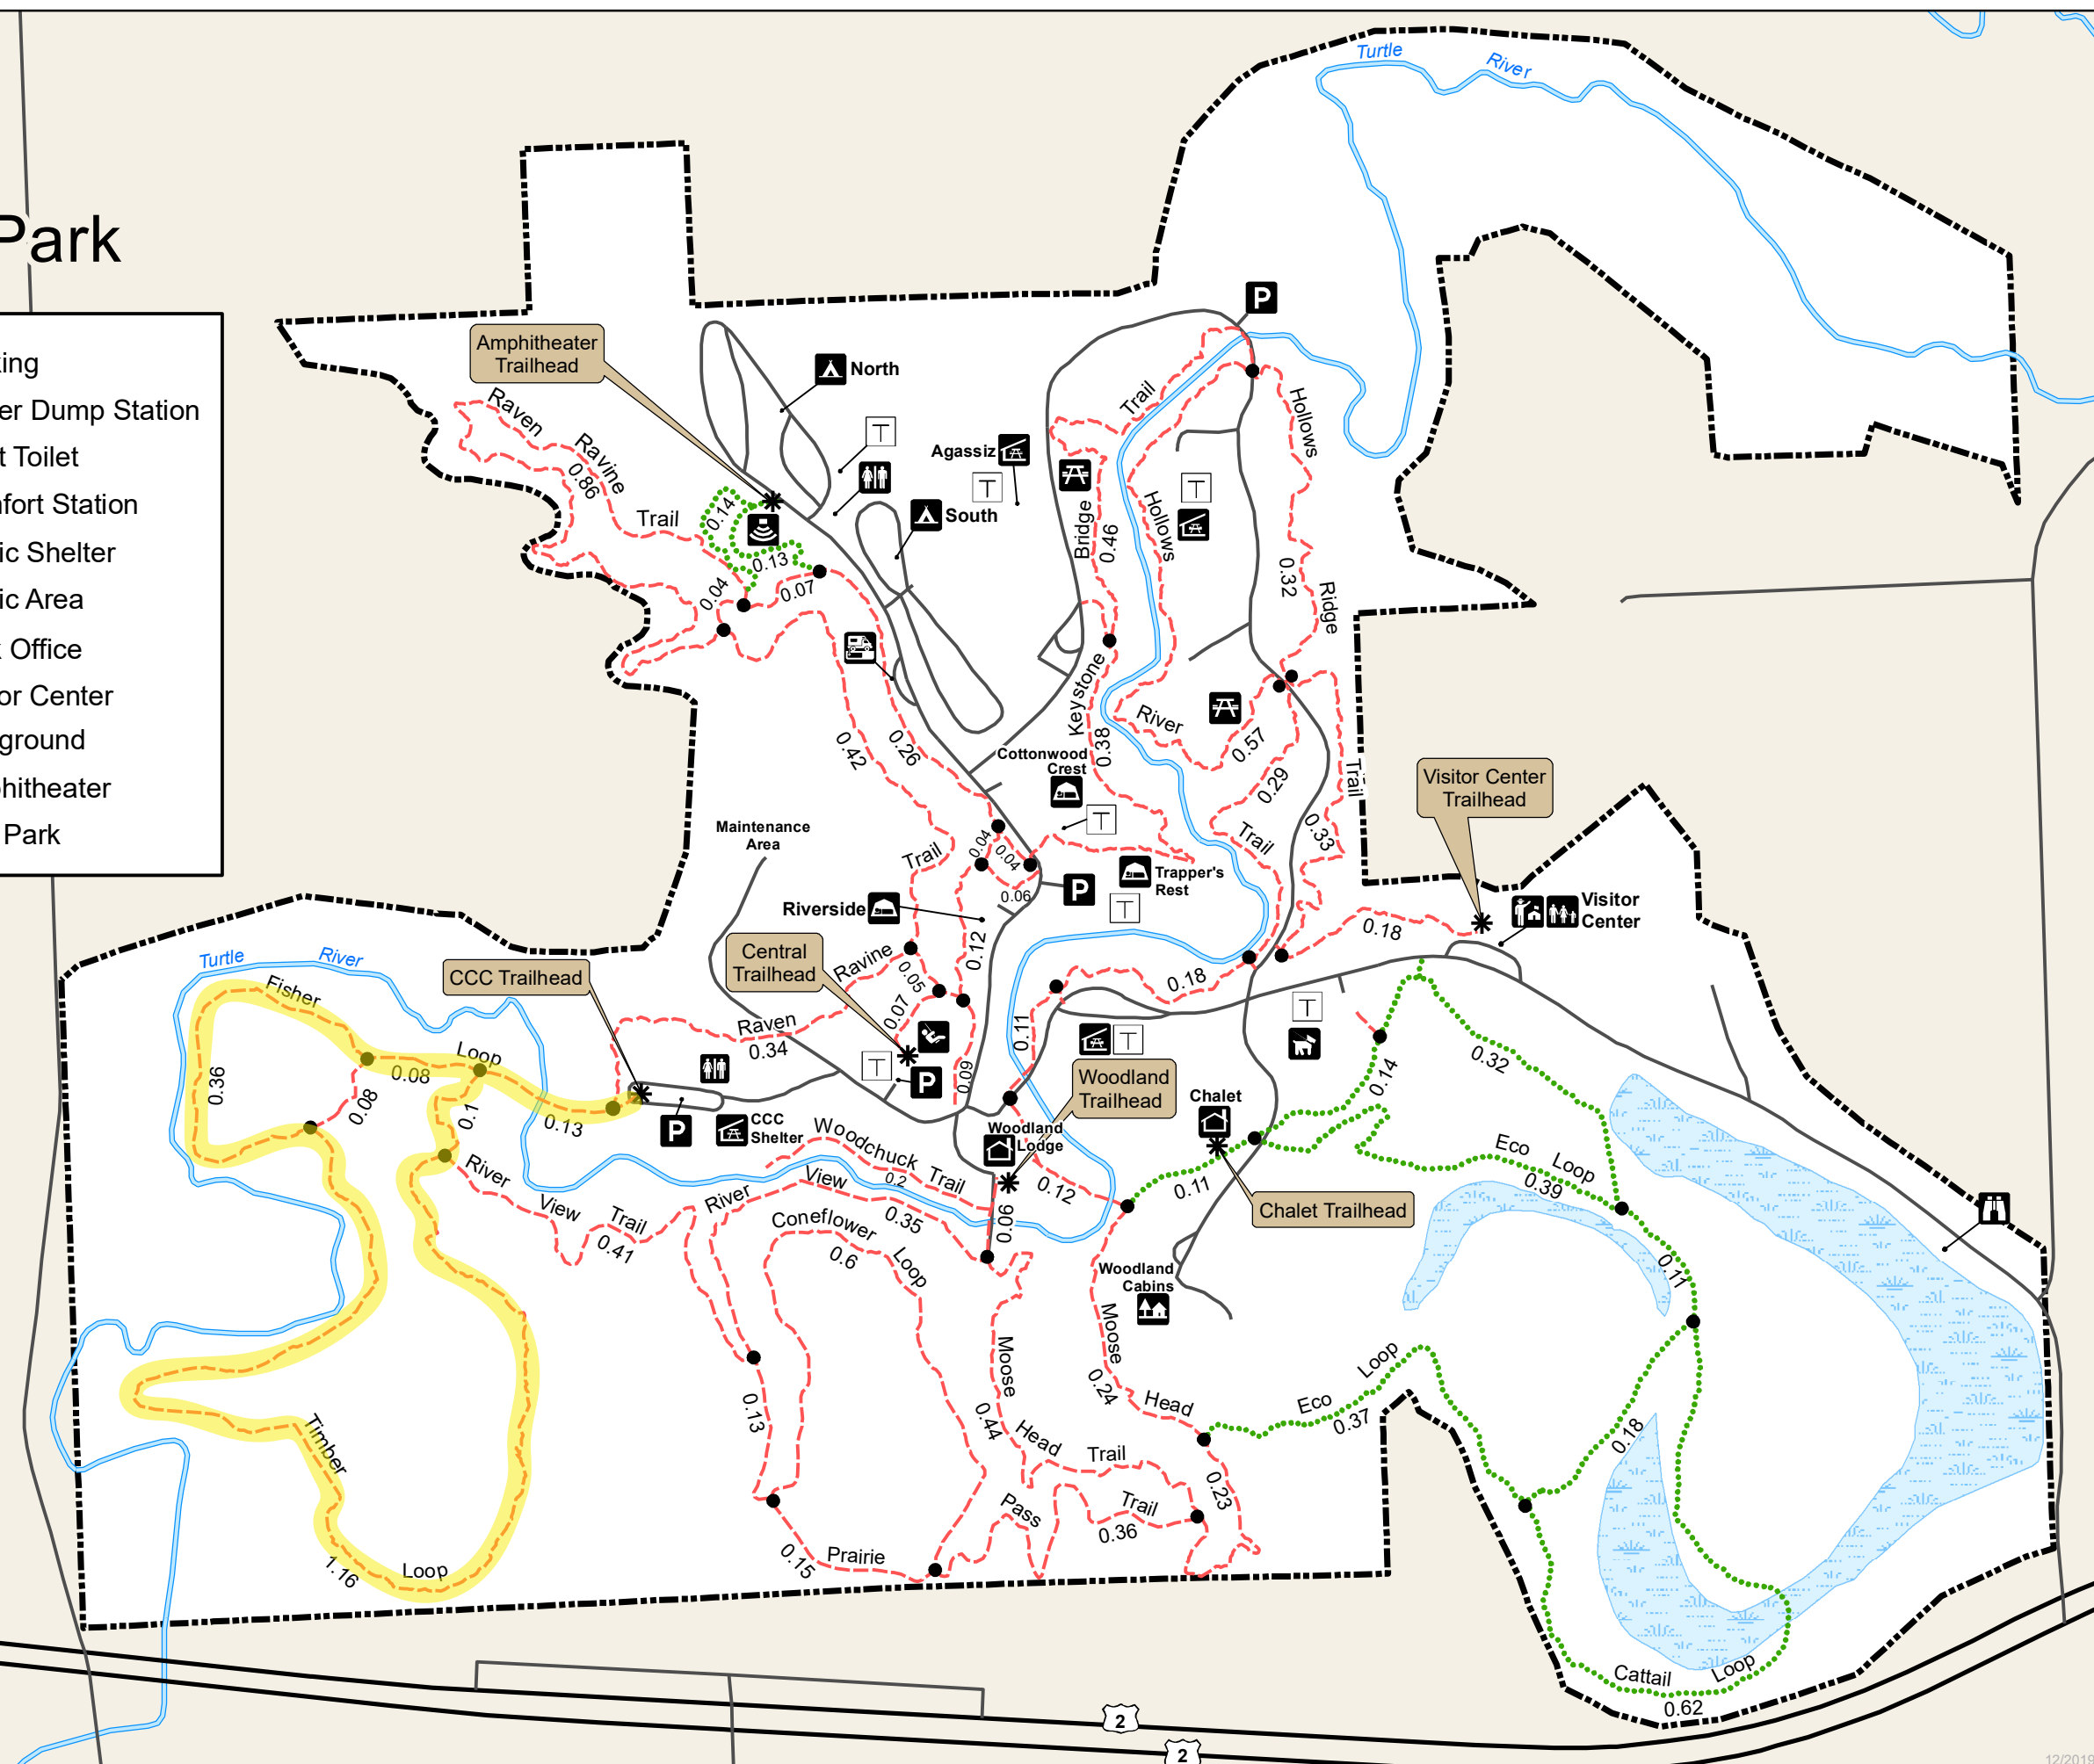 Turtle
River
Park
king
er Dump Station
t Toilet
nfort Station
ic Shelter
ic Area
k Office
or Center
ground
phitheater
Park
Amphitheater
Trailhead
North
South
Agassiz
P
Raven
Ravine
0.86
Trail
0.14
0.13
0.04
0.07
0.42
0.26
Trail
Bridge
0.46
Keystone
0.38
Hollows
Hollows
0.32
Ridge
Trail
0.33
River
0.57
0.29
Trail
Cottonwood
Crest
Trapper's
Rest
P
Maintenance
Area
Trail
0.04
0.04
0.06
Riverside
0.12
Central
Trailhead
Ravine
0.05
0.07
Raven
0.34
P
0.09
Visitor Center
Trailhead
Visitor
Center
0.18
0.18
0.11
Turtle
River
CCC Trailhead
Fisher
Loop
0.36
0.08
0.08
0.1
0.13
P
CCC
Shelter
Woodland
Trailhead
Woodland
Lodge
Chalet
Chalet Trailhead
0.14
0.32
Eco
Loop
0.39
0.11
0.11
0.12
0.06
Woodchuck
Trail
0.2
River
View
Trail
0.41
River
View
0.35
Coneflower
Loop
0.6
Woodland
Cabins
Moose
0.24
Head
Moose
0.44
Head
Trail
Eco
Loop
0.37
0.18
0.23
Pass
Trail
0.36
0.13
0.15
Prairie
Timber
Loop
1.16
Cattail
Loop
0.62
2
2
12/2019